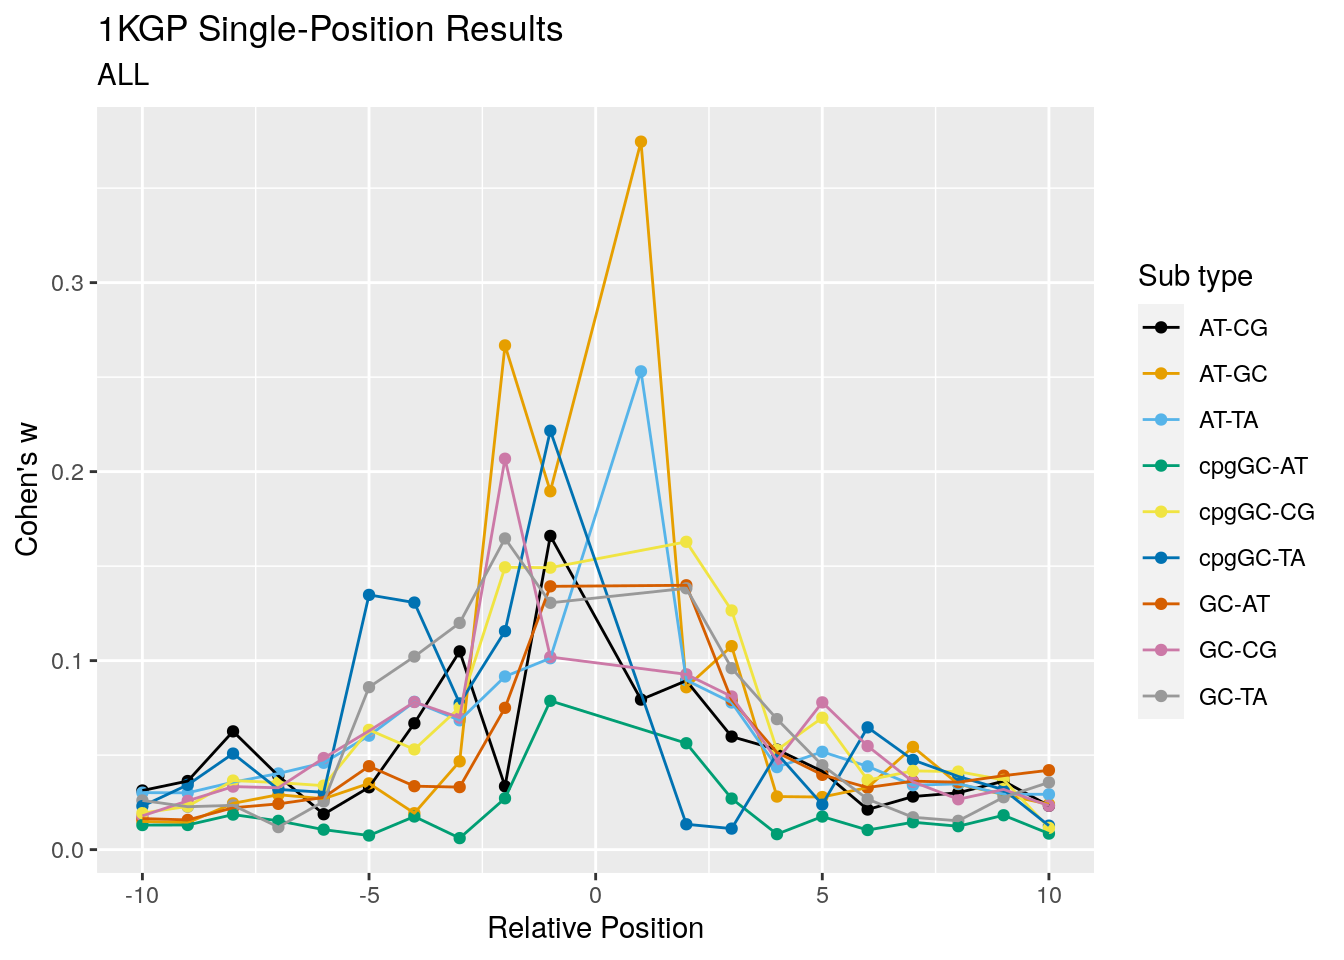 1KGP Single-Position Results
ALL
Cohen's w
0.3
0.2
0.1
0.0
-10 -5 0 5 10
Relative Position
Sub type
AT-CG
AT-GC
AT-TA
cpgGC-AT
cpgGC-CG
cpgGC-TA
GC-AT
GC-CG
GC-TA